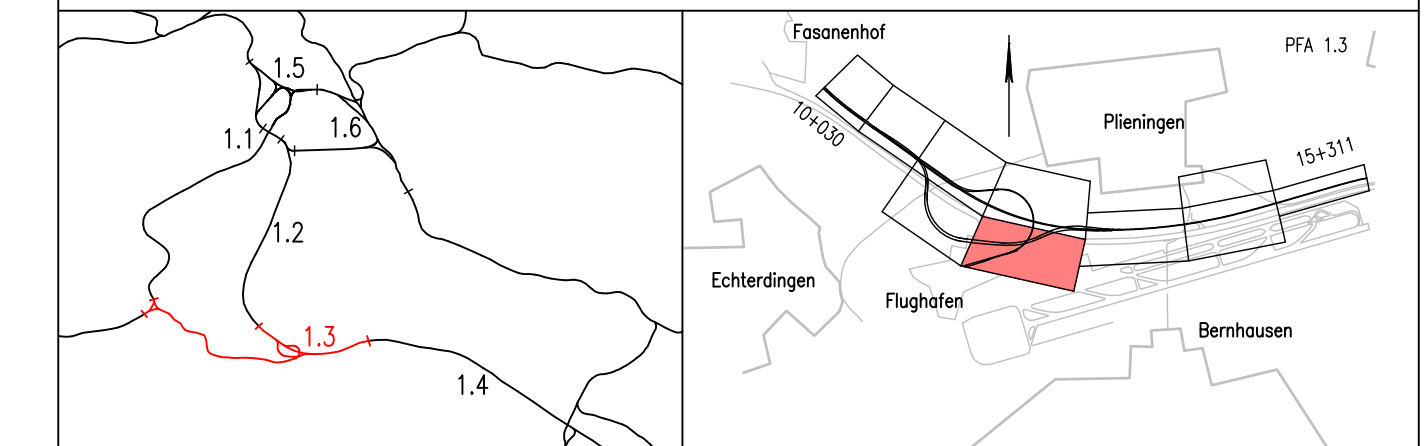 1.5
1.1
1.6
1.2
1.3
1.4
Fasanenhof
PFA 1.3
10+030
Plieningen
15+311
Echterdingen
Flughafen
Bernhausen